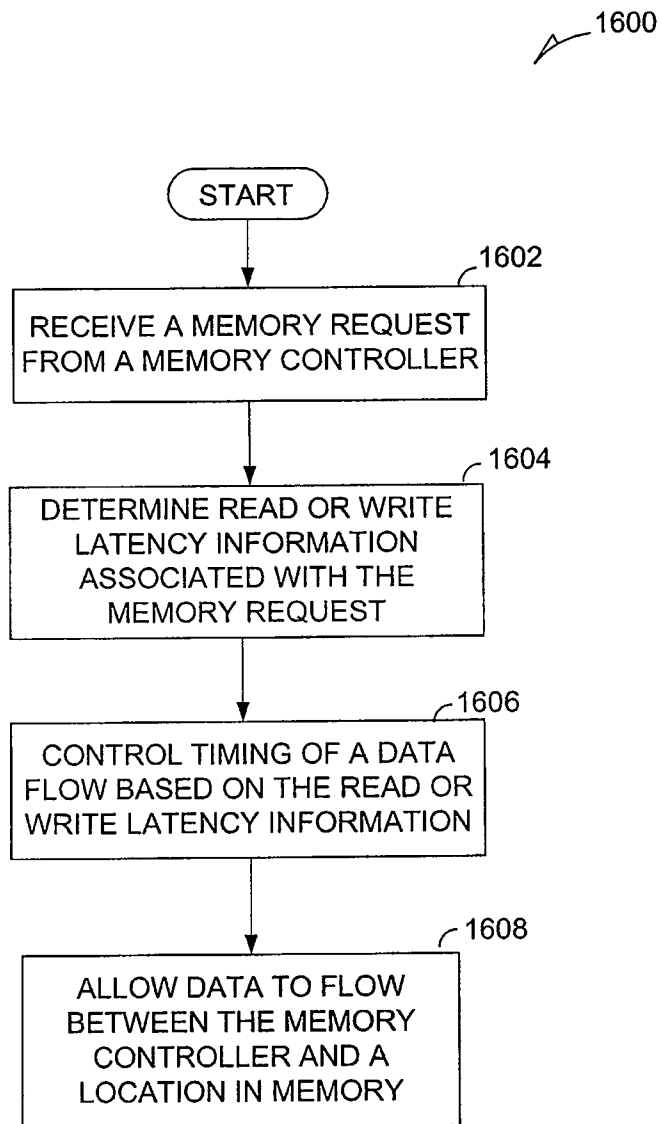 1600
START
1602
RECEIVE A MEMORY REQUEST
FROM A MEMORY CONTROLLER
1604
DETERMINE READ OR WRITE
LATENCY INFORMATION
ASSOCIATED WITH THE
MEMORY REQUEST
1606
CONTROL TIMING OF A DATA
FLOW BASED ON THE READ OR
WRITE LATENCY INFORMATION
1608
ALLOW DATA TO FLOW
BETWEEN THE MEMORY
CONTROLLER AND A
LOCATION IN MEMORY